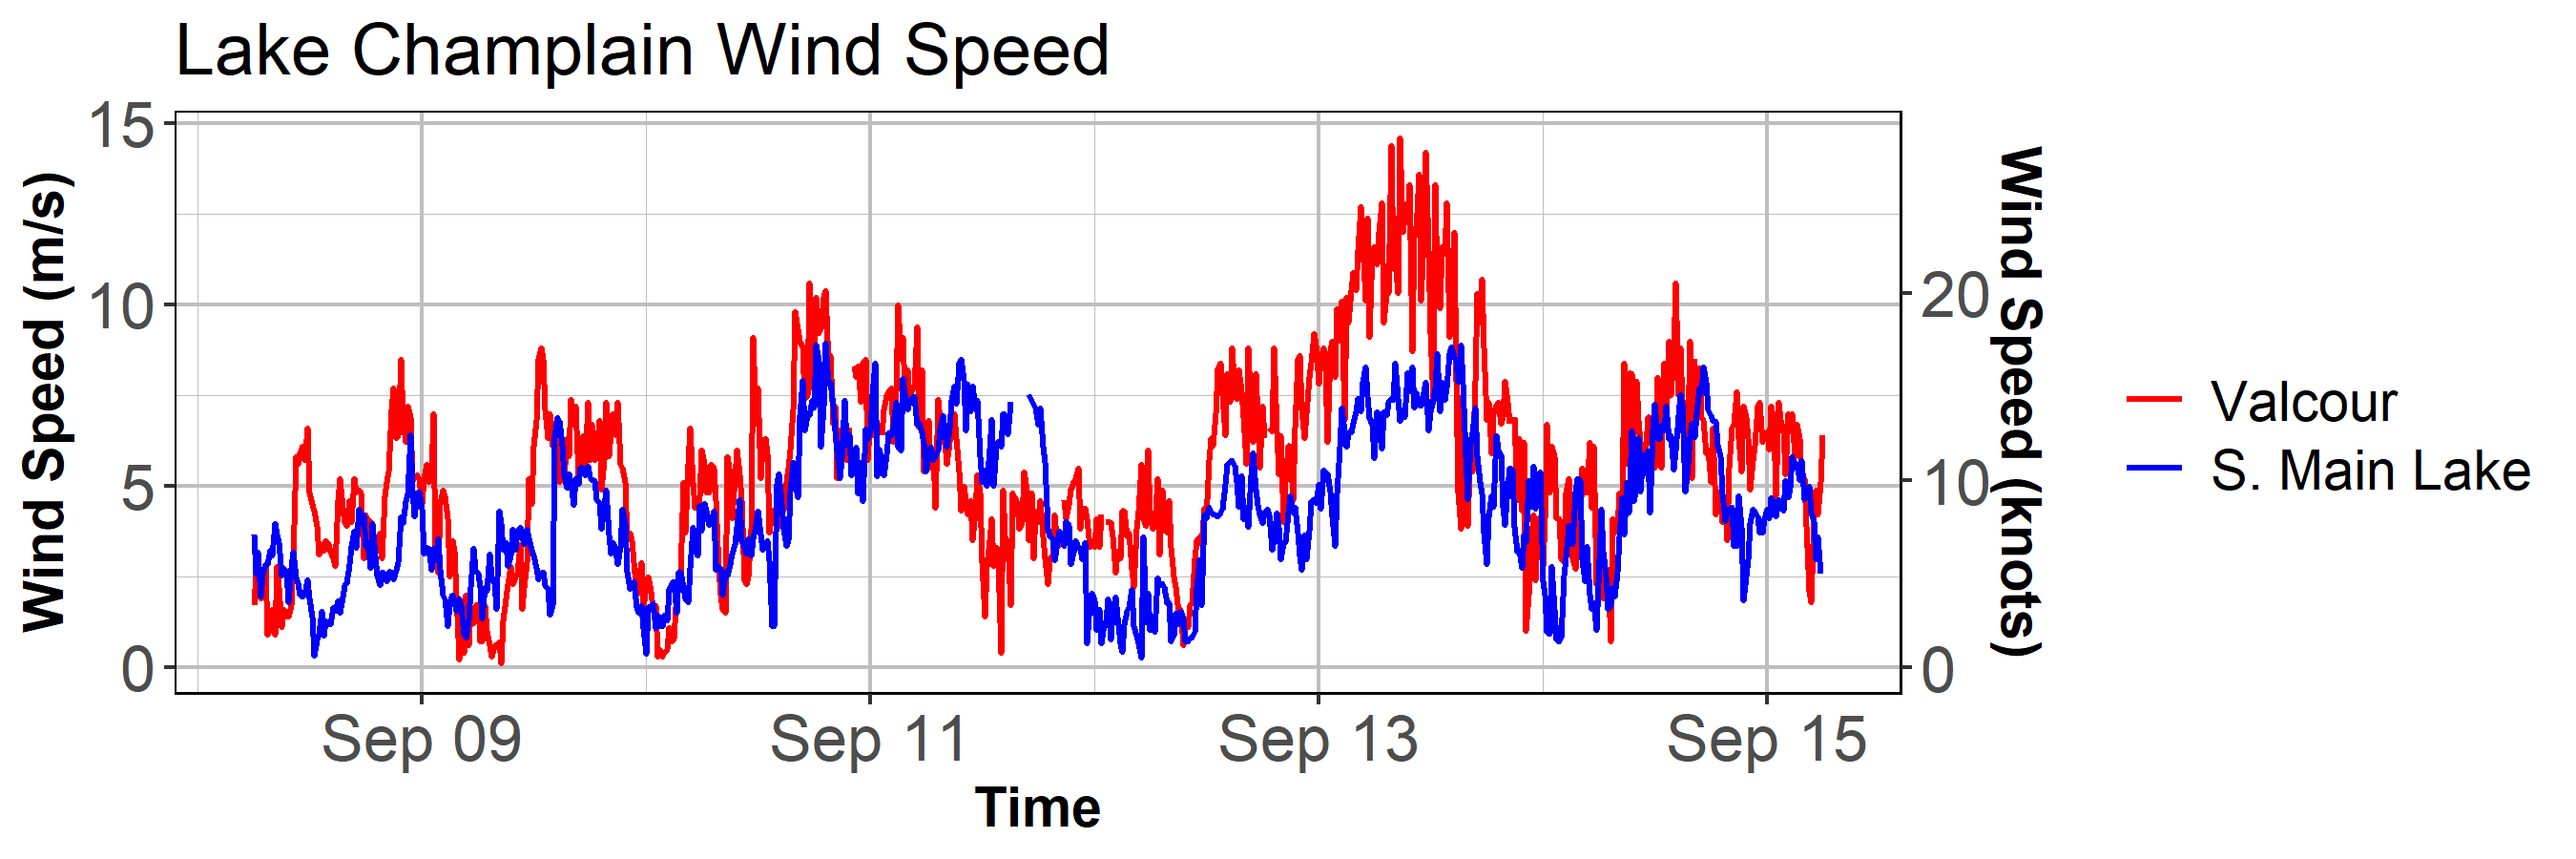 Lake Champlain Wind Speed
15
10
5
0
Wind Speed (m/s)
20
10
0
Wind Speed (knots)
Sep 09
Sep 11
Sep 13
Sep 15
Time
Valcour
S. Main Lake